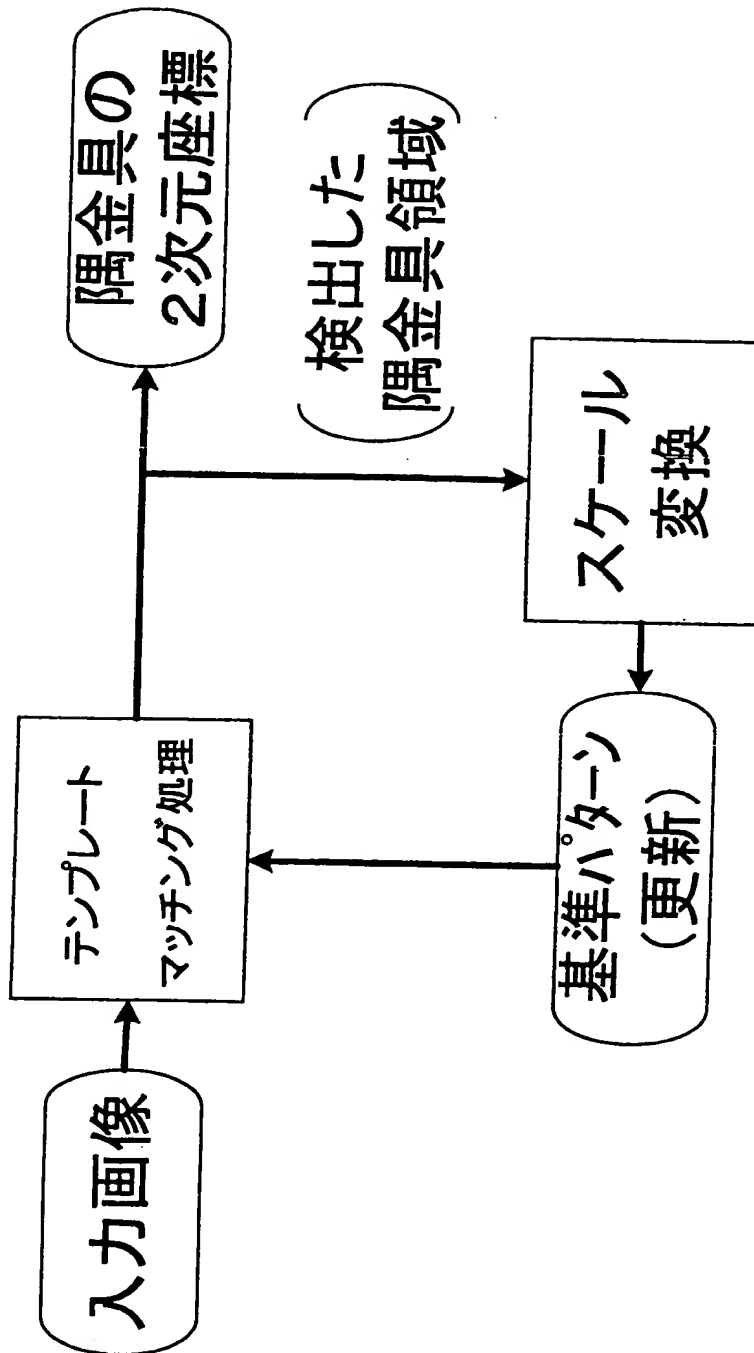 入力画像
テンプレート
マッチング処理
隅金具の
2次元座標
(検出した
隅金具領域)
スケール
変換
基準パターン
(更新)